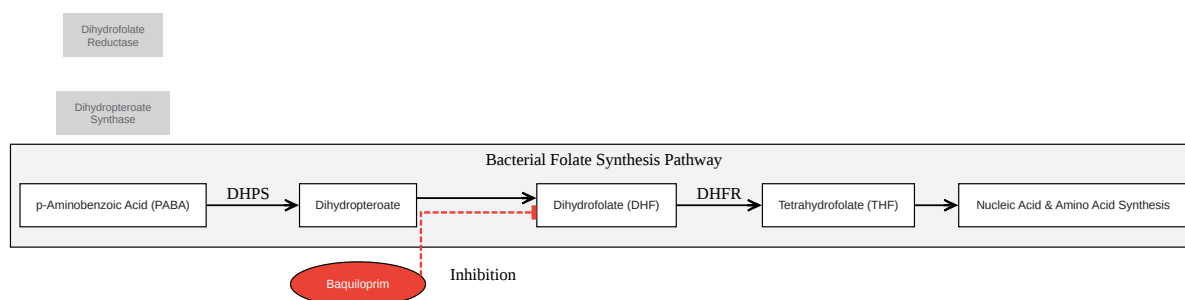 Dihydrofolate
Reductase
Dihydropteroate
Synthase
Bacterial Folate Synthesis Pathway
p-Aminobenzoic Acid (PABA)
DHPS
Dihydropteroate
Dihydrofolate (DHF)
DHFR
Tetrahydrofolate (THF)
Nucleic Acid & Amino Acid Synthesis
Baquiloprim
Inhibition